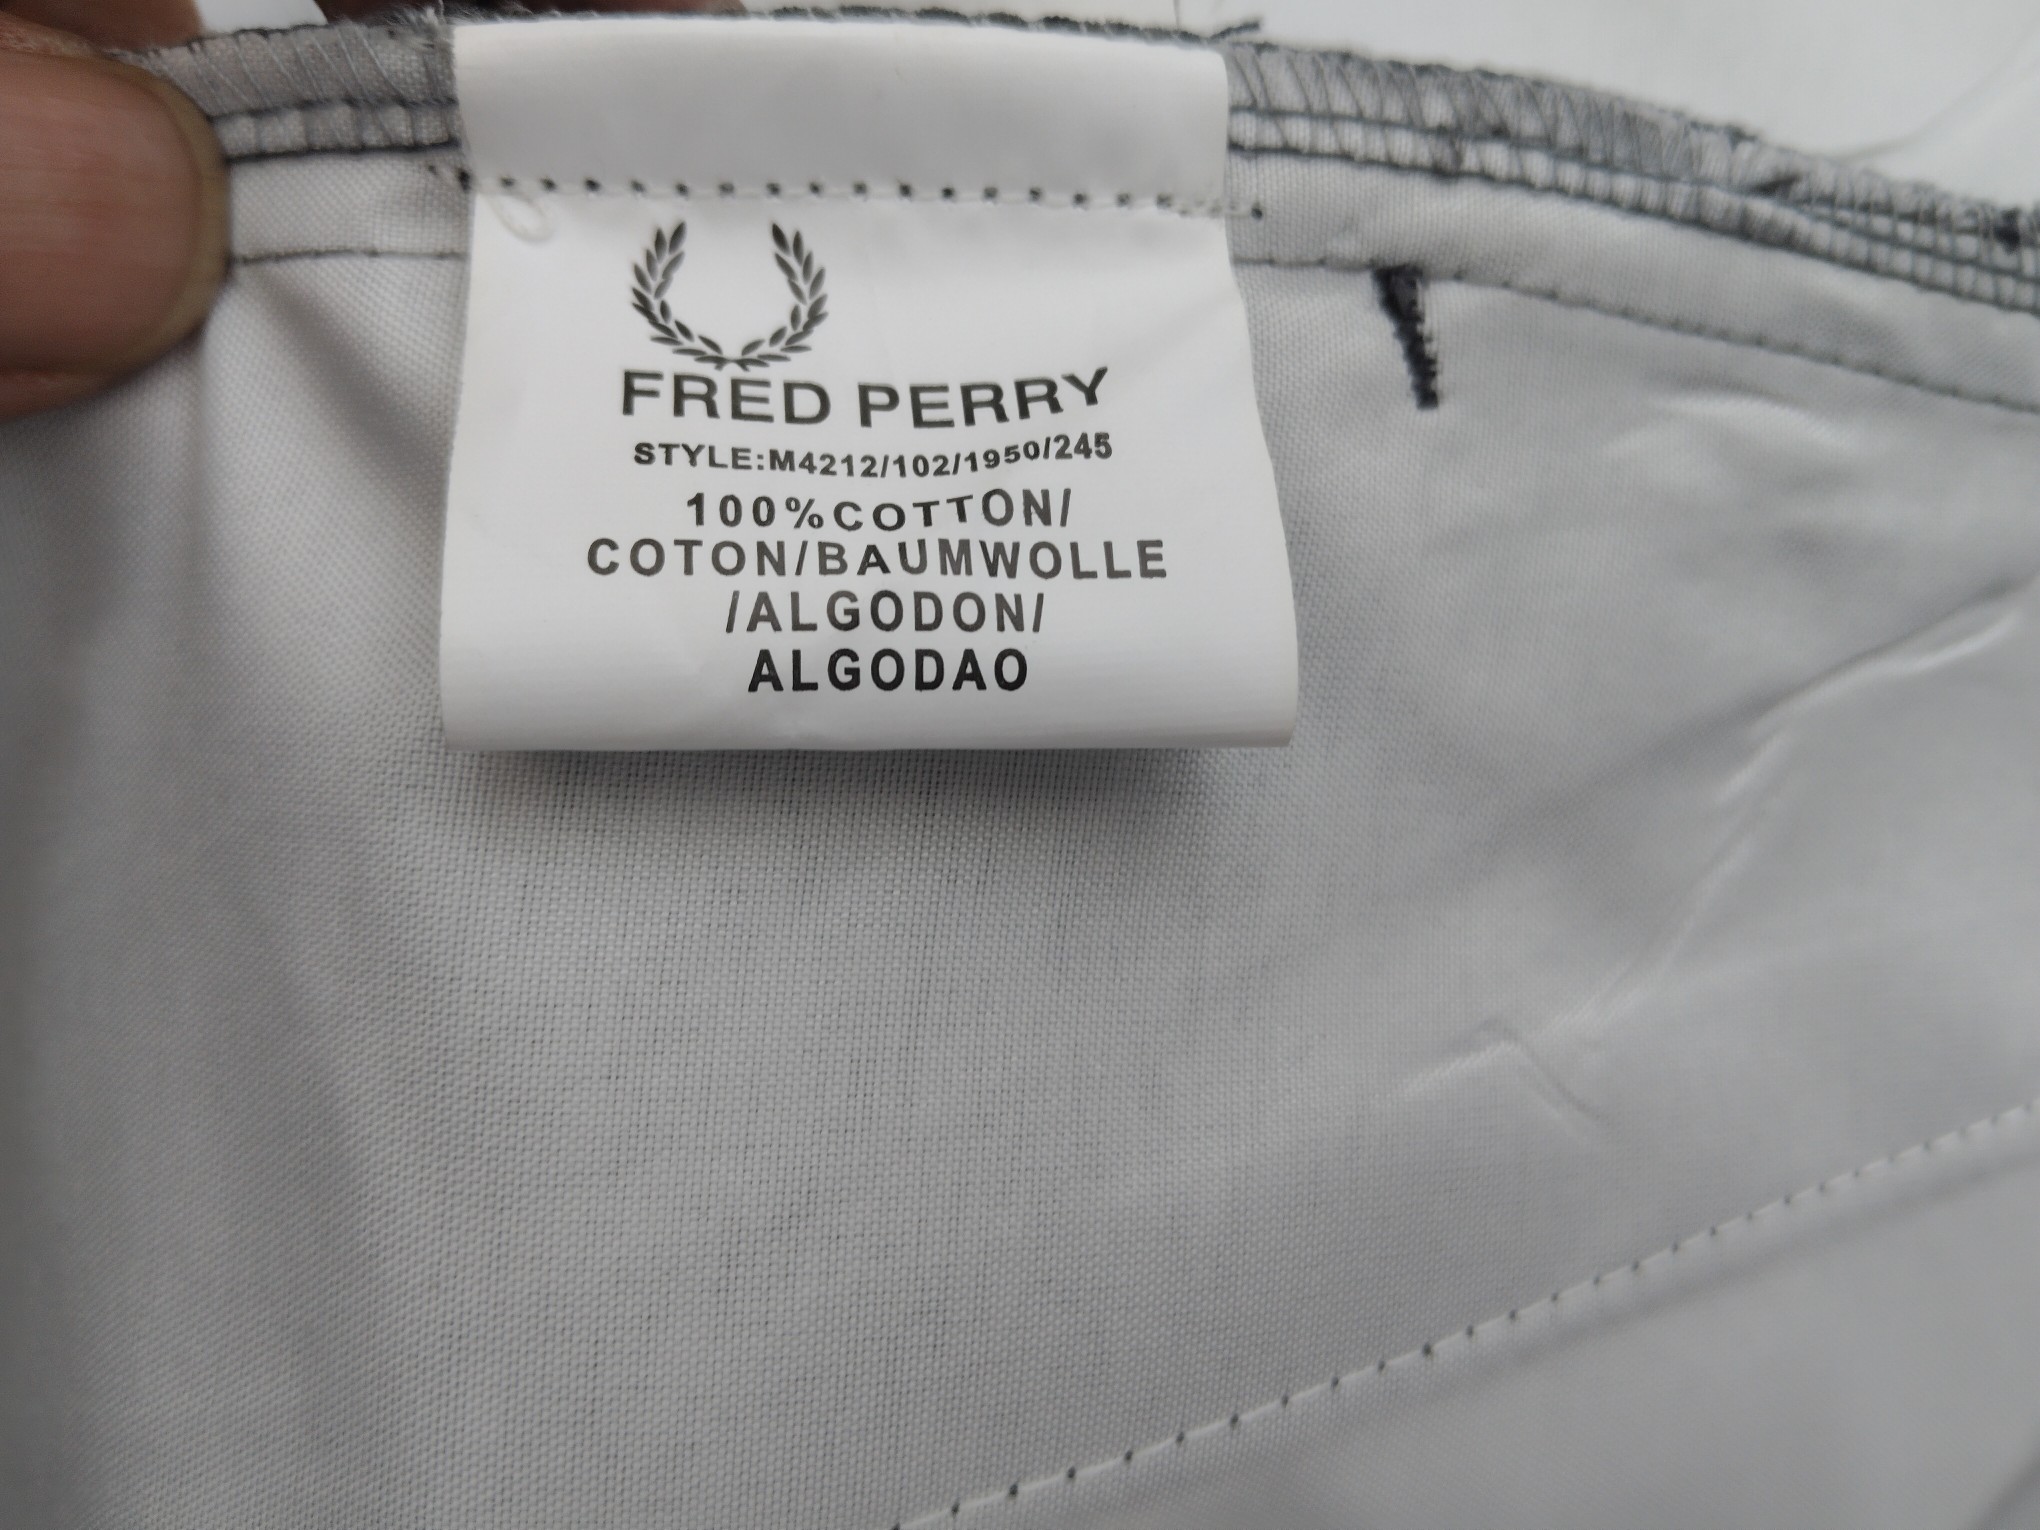 FRED PERRY
STYLE:M4212/102/1950/245
100%COTTON/
COTON/BAUMWOLLE
/ALGODON/
ALGODAO